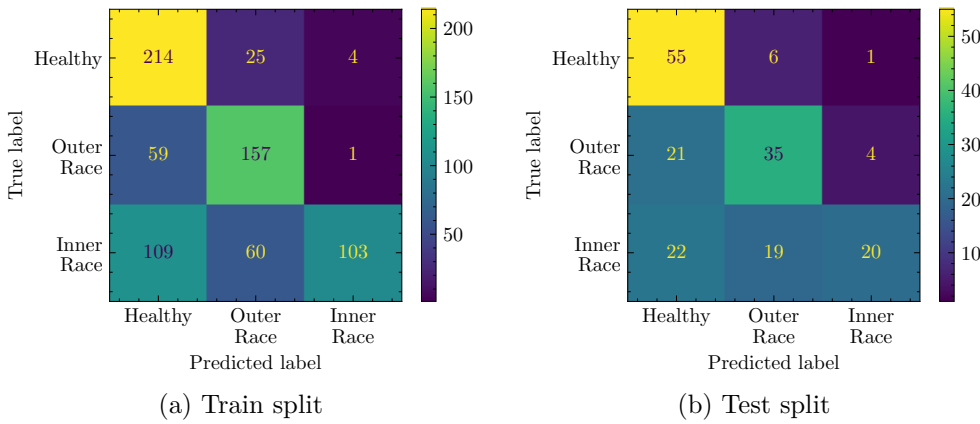 True label
Healthy
214
25
4
Outer
Race
59
157
1
Inner
Race
109
60
103
Healthy
Outer
Race
Inner
Race
Predicted label
200
150
100
50
(a) Train split
True label
Healthy
55
6
1
Outer
Race
21
35
4
Inner
Race
22
19
20
Healthy
Outer
Race
Inner
Race
Predicted label
50
40
30
20
10
(b) Test split